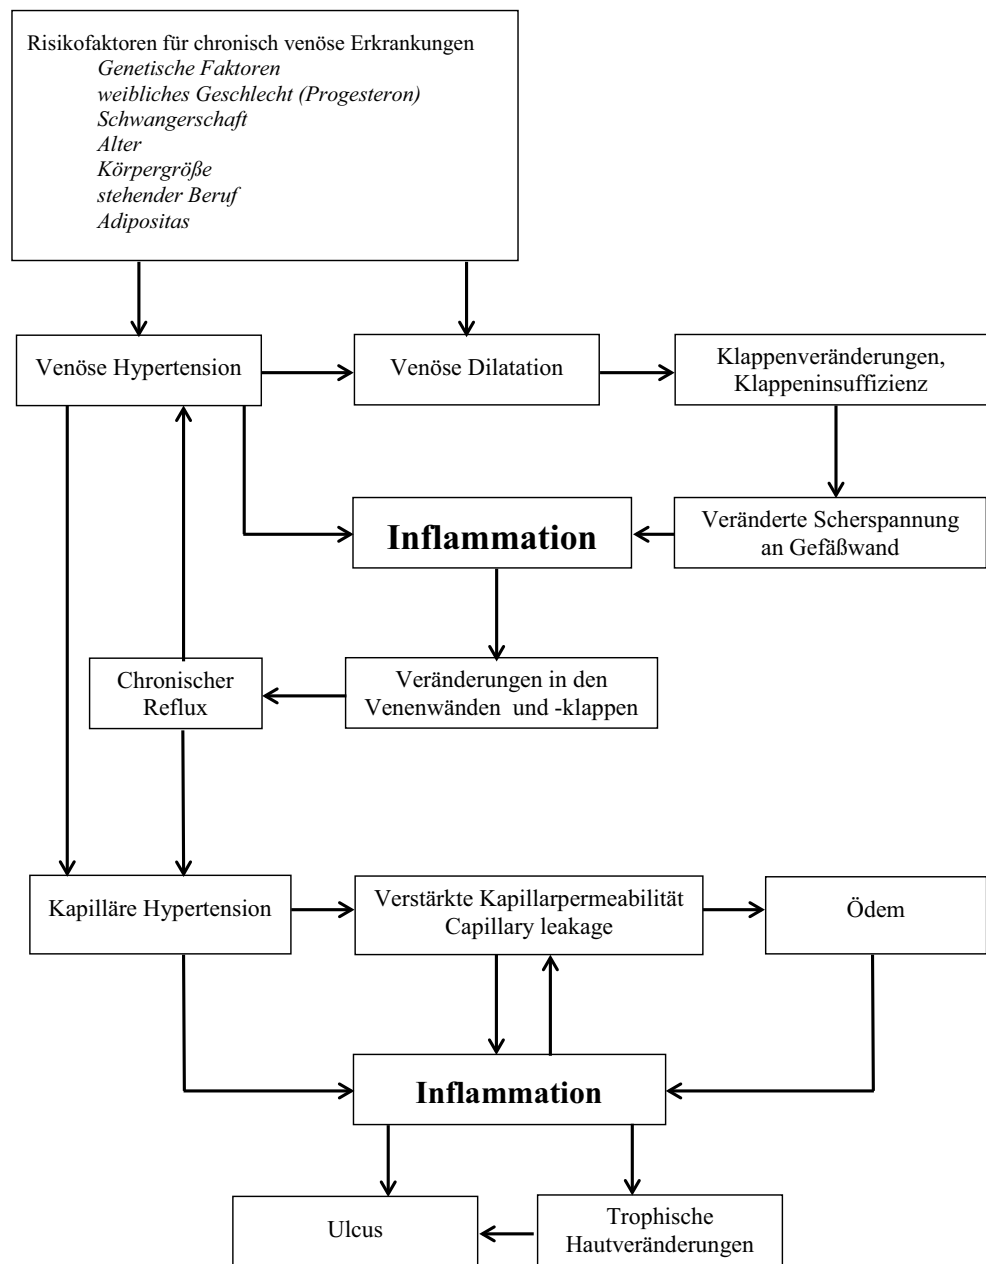 Risikofaktoren für chronisch venöse Erkrankungen
Genetische Faktoren
weibliches Geschlecht (Progesteron)
Schwangerschaft
Alter
Körpergröße
stehender Beruf
Adipositas
Venöse Hypertension
Venöse Dilatation
Klappenveränderungen,
Klappeninsuffizienz
Inflammation
Veränderte Scherspannung
an Gefäßwand
Chronischer
Reflux
Veränderungen in den
Venenwänden und -klappen
Kapilläre Hypertension
Verstärkte Kapillarpermeabilität
Capillary leakage
Ödem
Inflammation
Ulcus
Trophische
Hautveränderungen